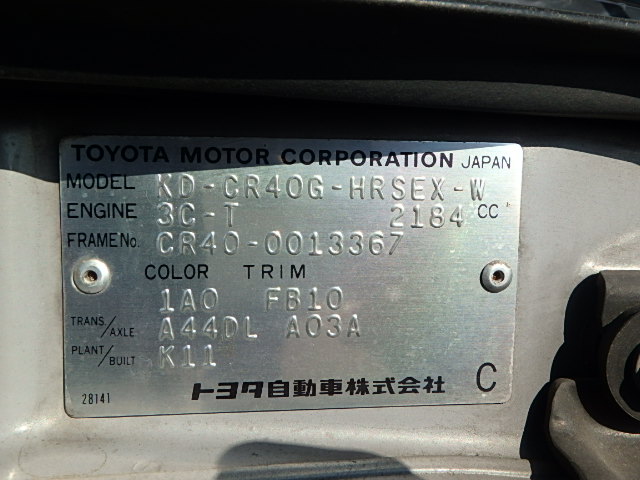 TOYOTA MOTOR CORPORATION JAPAN
MODEL KD-CR40G-HRSEX-W
ENGINE 3C-T 2184 CC
FRAME No. CR40-0013367
COLOR TRIM
1A0 FB10
TRANS/AXLE A44DL A03A
PLANT/BUILT K11
28141 トヨタ自動車株式会社 C